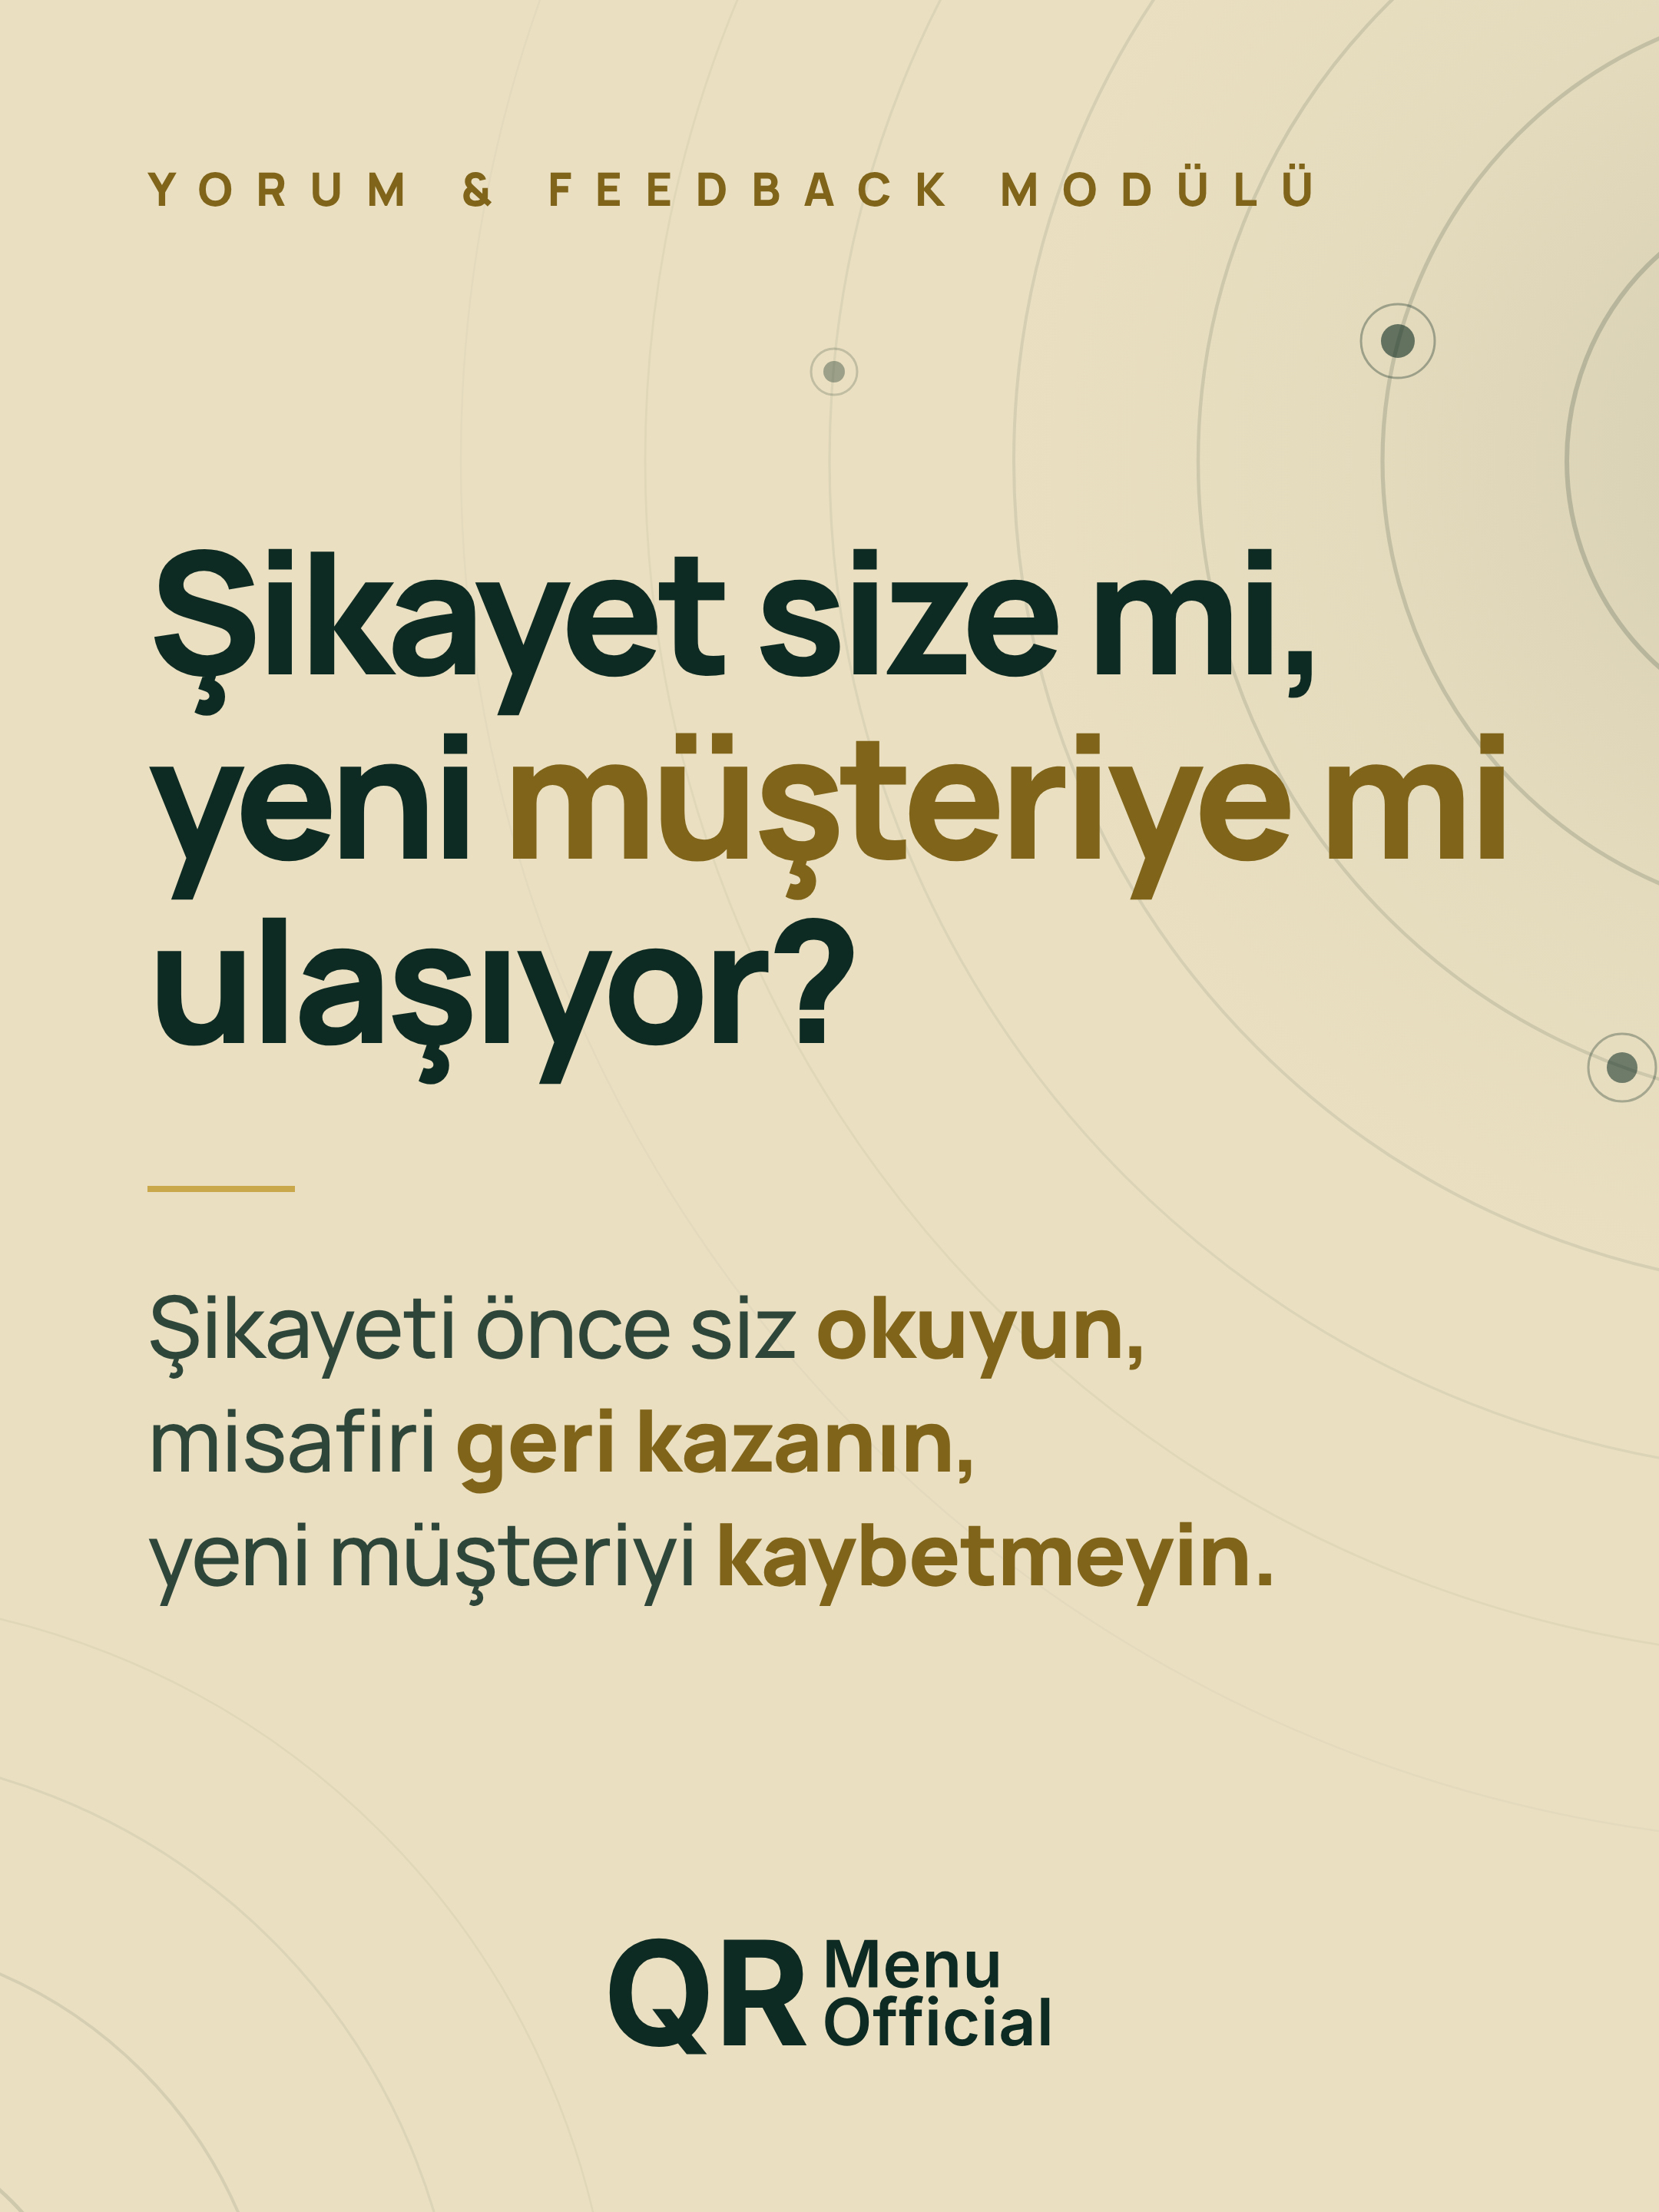 YORUM & FEEDBACK MODÜLÜ
Şikayet size mi,
yeni müşteriye mi
ulaşıyor?
Şikayeti önce siz okuyun,
misafiri geri kazanın,
yeni müşteriyi kaybetmeyin.
QR Menu
Official